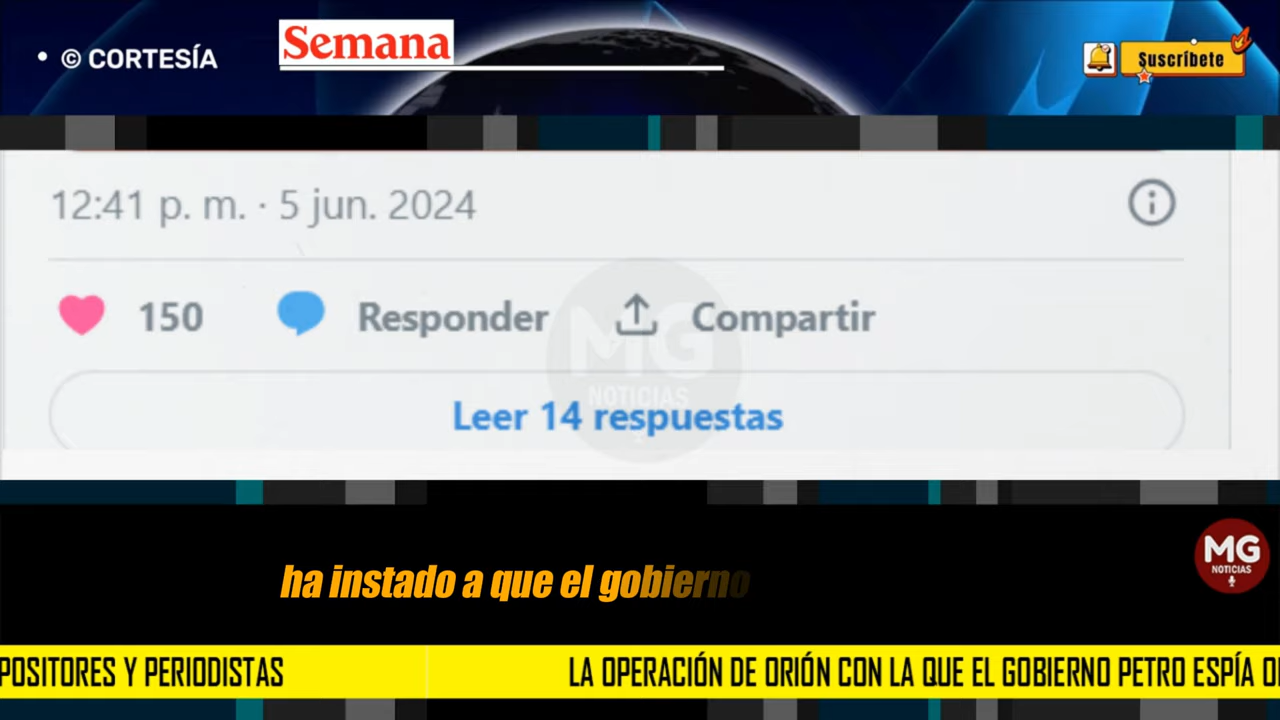 • © CORTESÍA
Semana
Suscríbete
12:41 p. m. · 5 jun. 2024
150 Responder Compartir
MG
NOTICIAS
Leer 14 respuestas
ha instado a que el gobierno
MG
NOTICIAS
POSITORES Y PERIODISTAS LA OPERACIÓN DE ORIÓN CON LA QUE EL GOBIERNO PETRO ESPÍA O